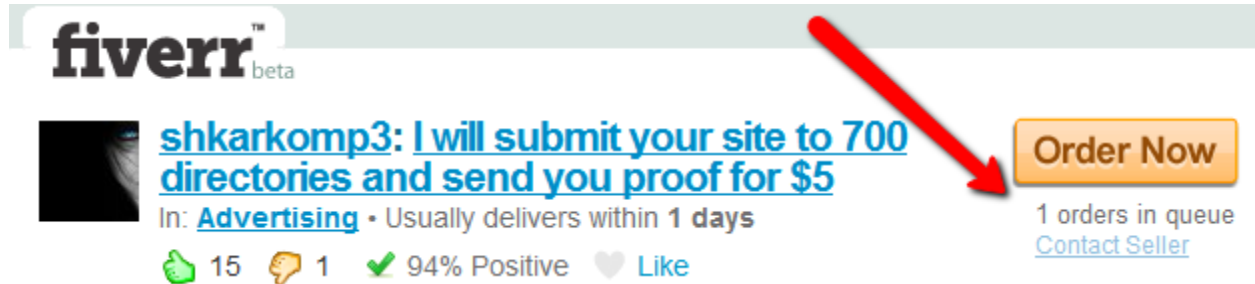 fiverr™
beta
shkarkomp3: I will submit your site to 700
directories and send you proof for $5
In: Advertising • Usually delivers within 1 days
15 1 94% Positive Like
Order Now
1 orders in queue
Contact Seller